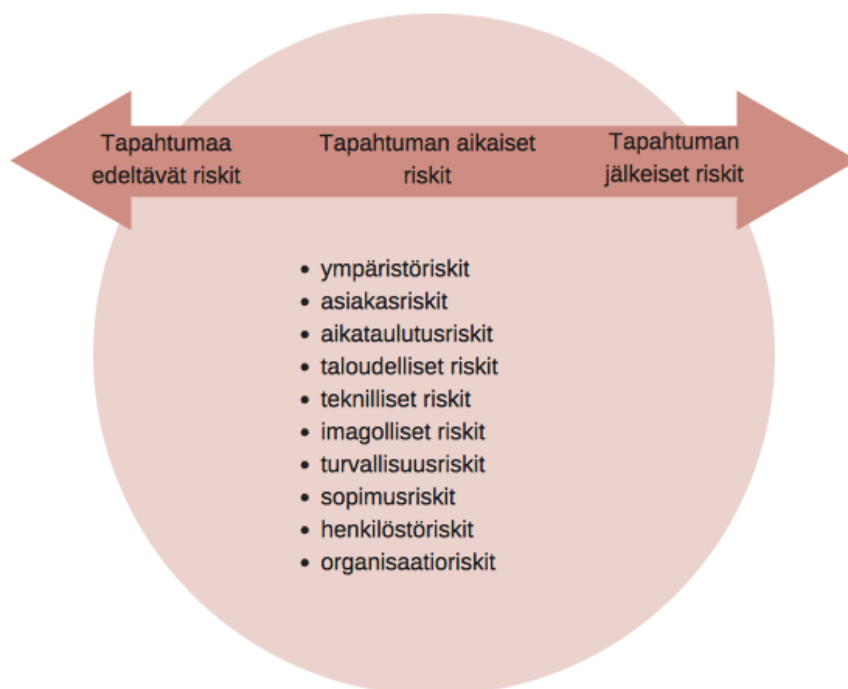 Tapahtumaa
edeltävät riskit
Tapahtuman aikaiset
riskit
Tapahtuman
jälkeiset riskit
• ympäristöriskit
• asiakasriskit
• aikataulutusriskit
• taloudelliset riskit
• teknilliset riskit
• imagolliset riskit
• turvallisuusriskit
• sopimusriskit
• henkilöstöriskit
• organisaatioriskit